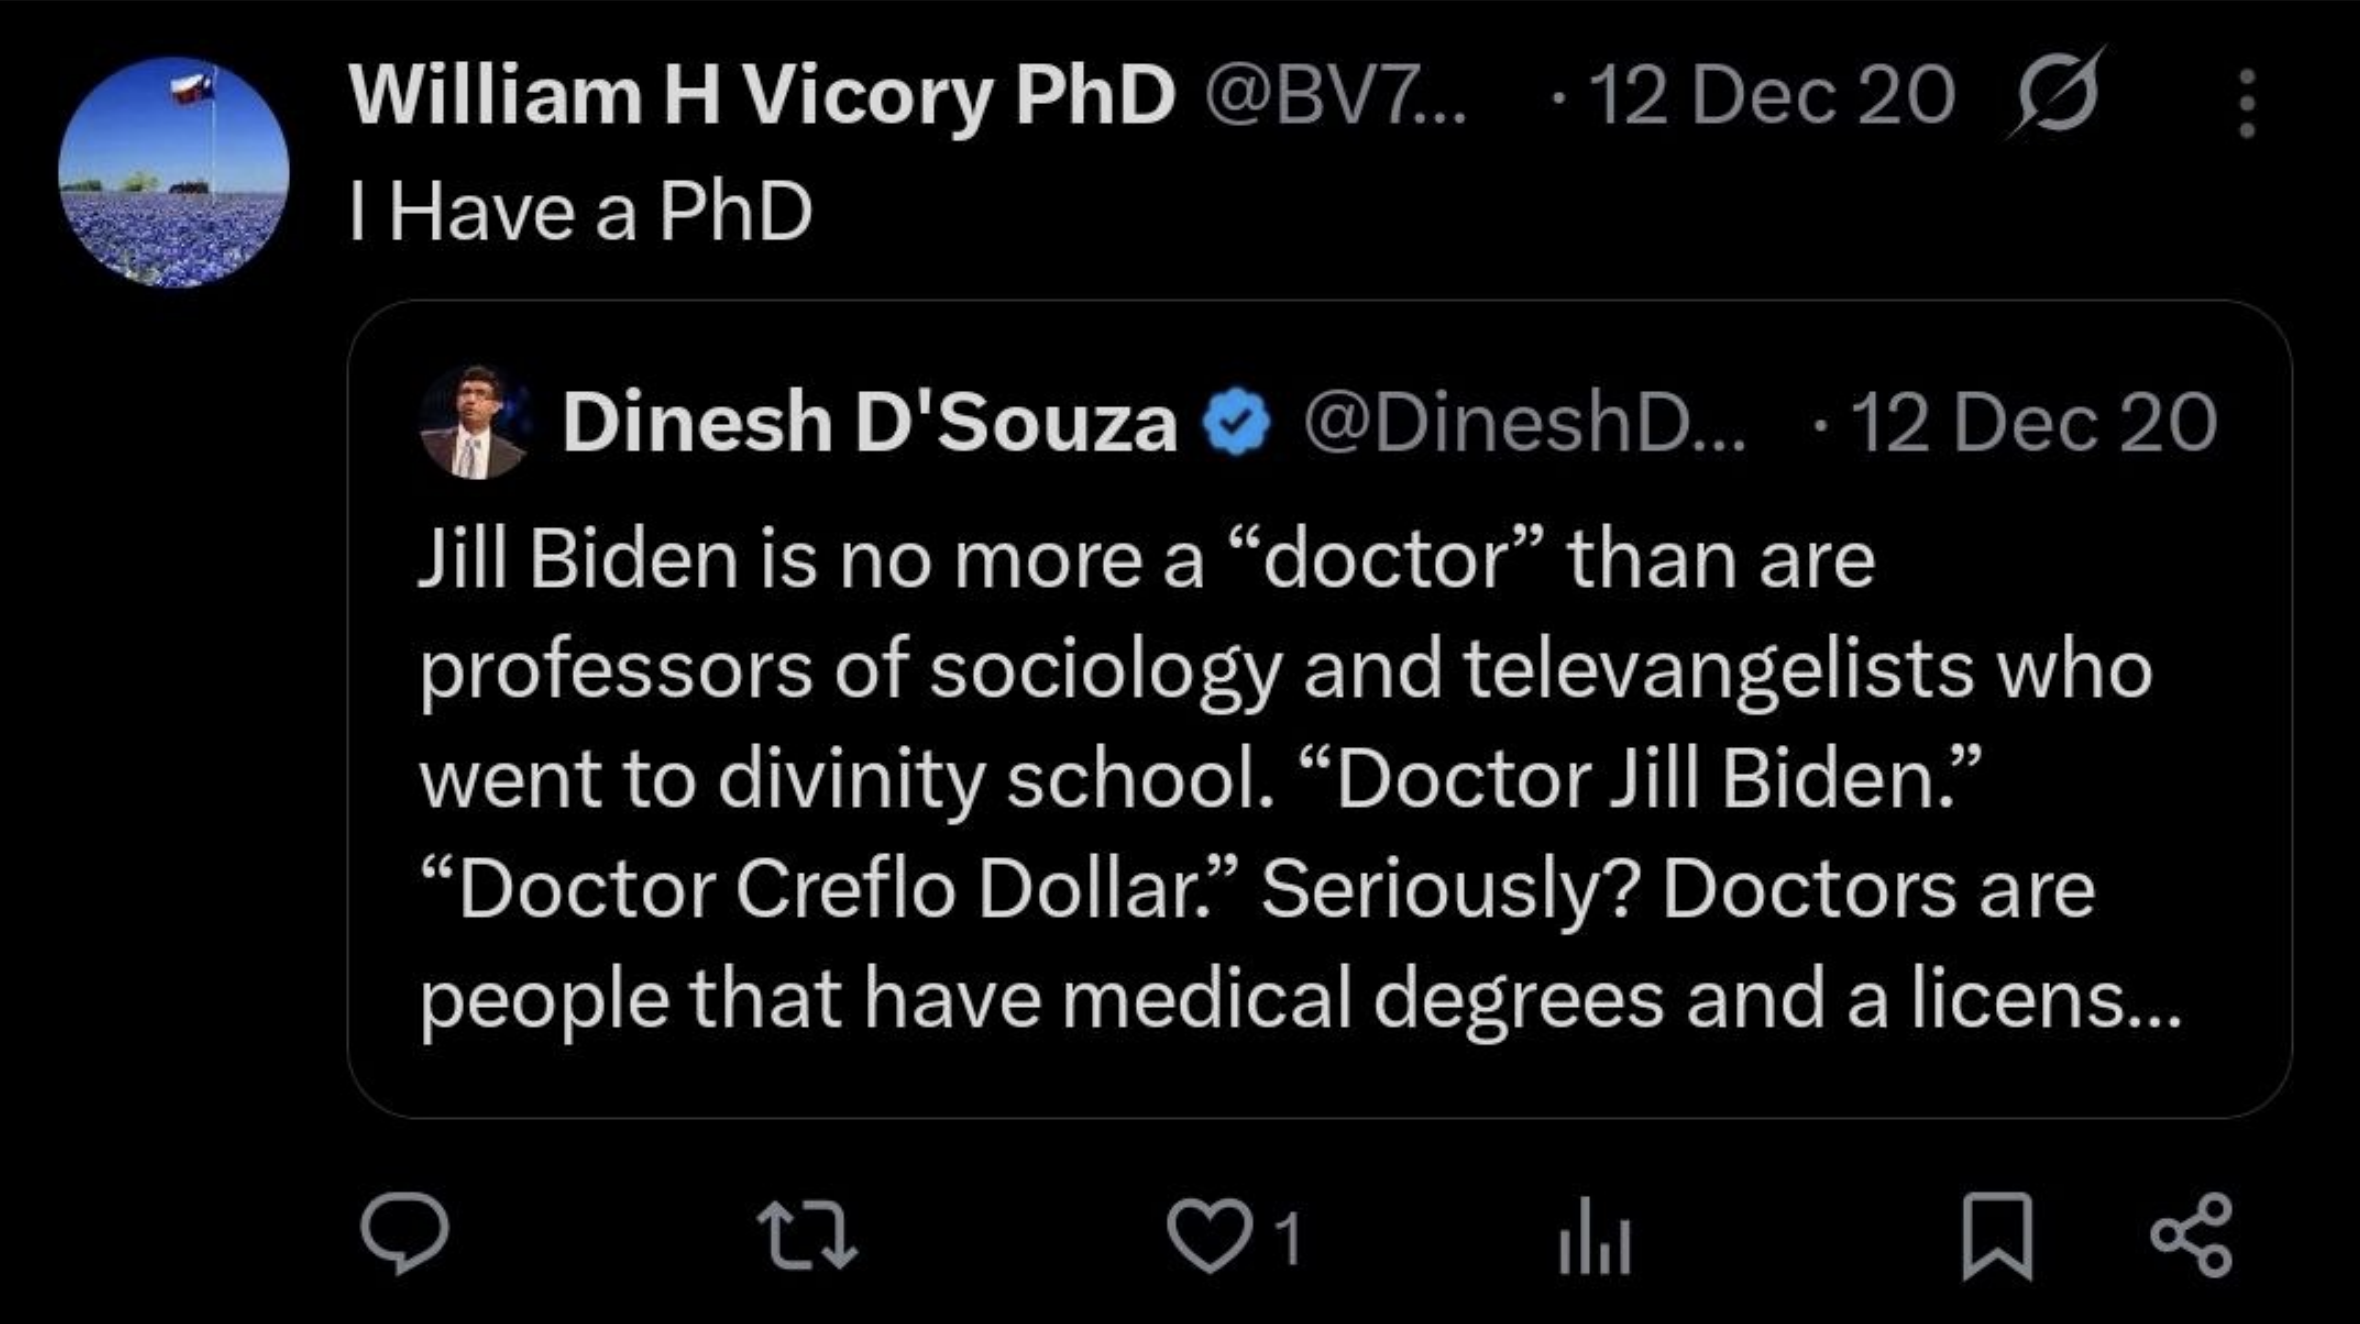 William H Vicory PhD @BV7... · 12 Dec 20
I Have a PhD
Dinesh D'Souza @DineshD... · 12 Dec 20
Jill Biden is no more a “doctor” than are
professors of sociology and televangelists who
went to divinity school. “Doctor Jill Biden.”
“Doctor Creflo Dollar.” Seriously? Doctors are
people that have medical degrees and a licens...
1